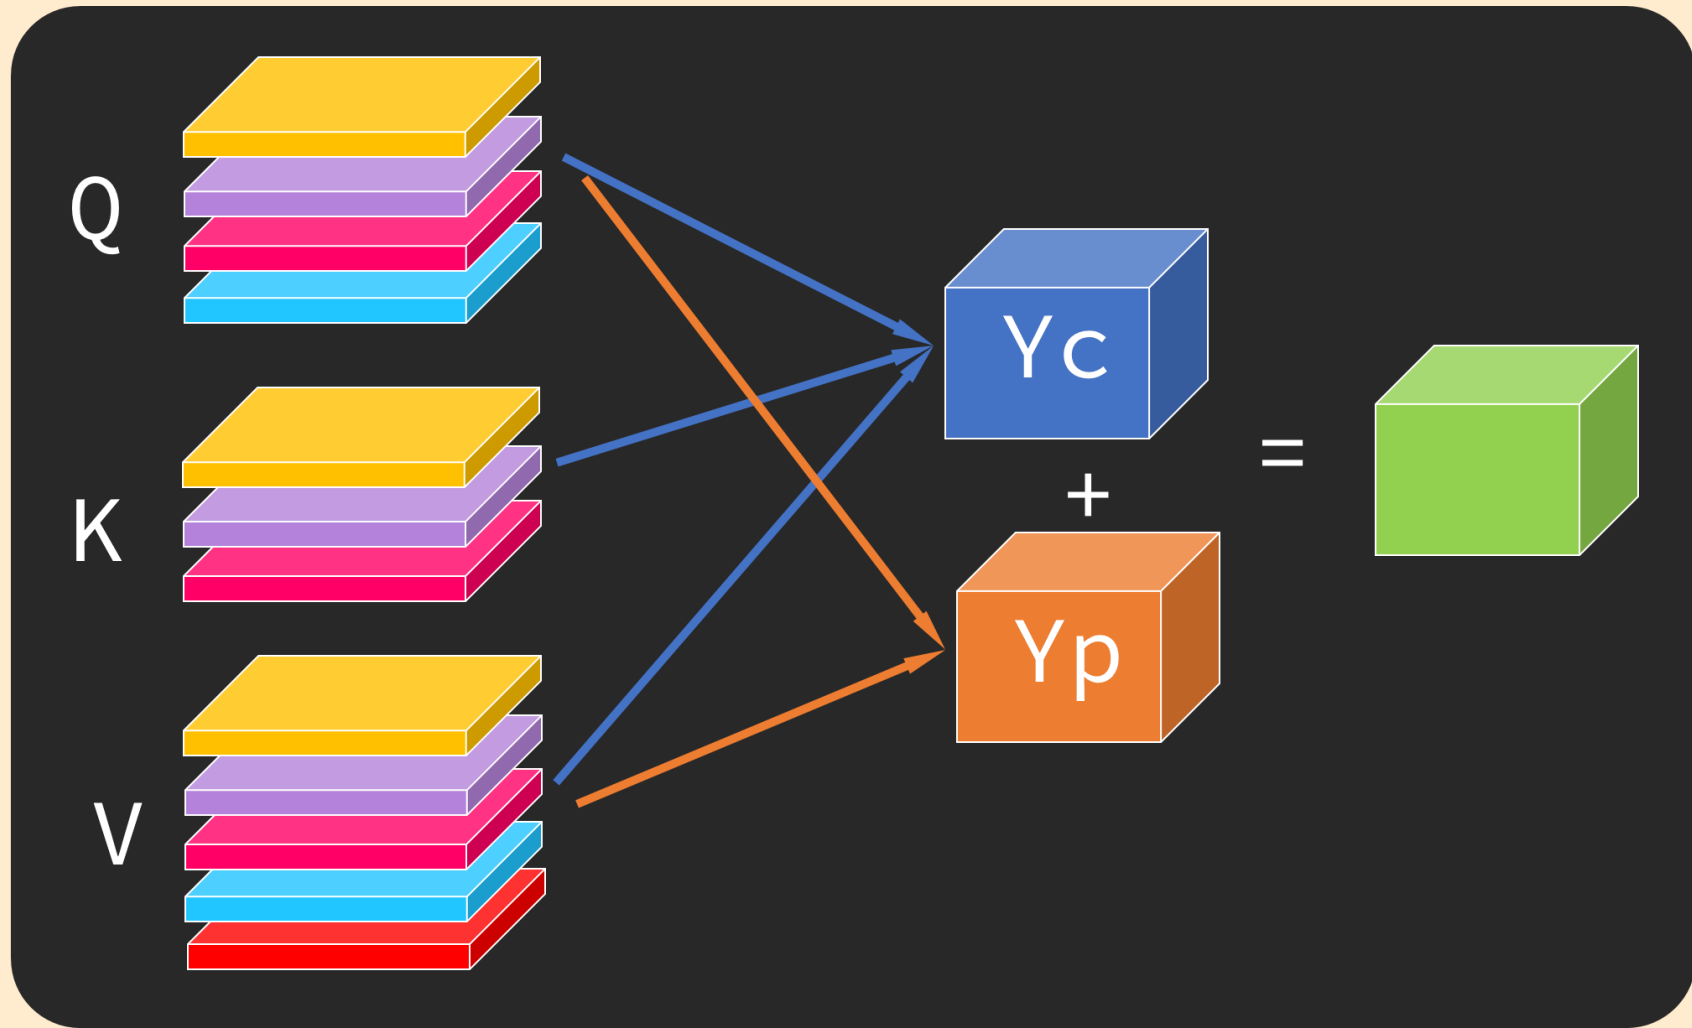 Q
K
V
Yc
+
Yp
=